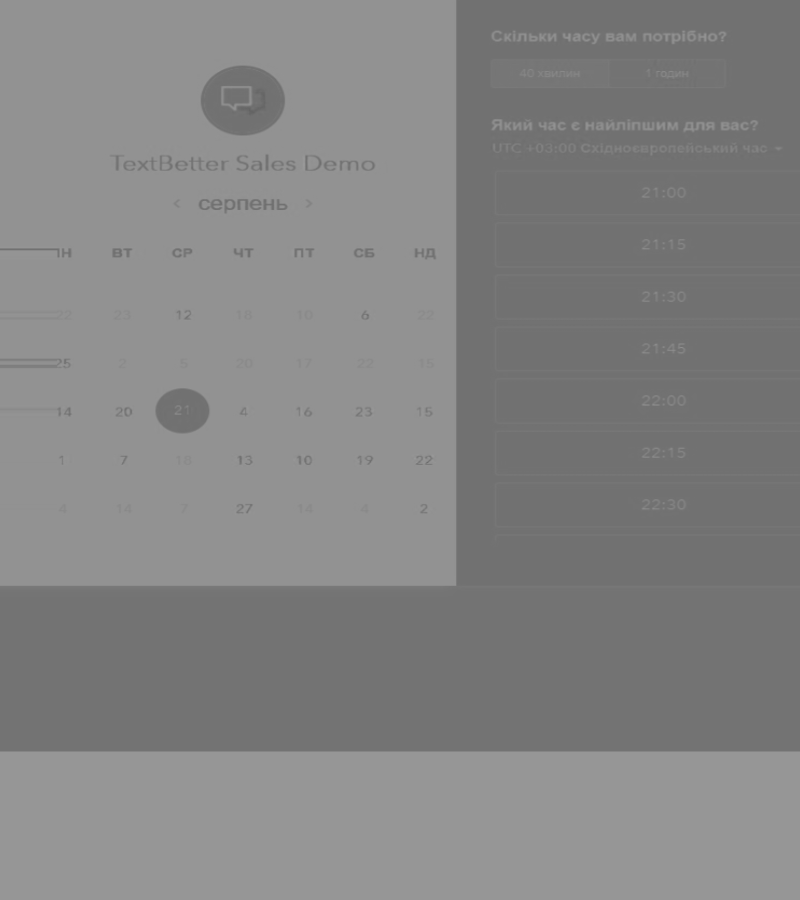 TextBetter Sales Demo
серпень
ВТ СР ЧТ ПТ СБ НД
22 23 12 18 10 6 22
25 2 5 20 17 22 15
14 20 21 4 16 23 15
1 7 18 13 10 19 22
4 14 7 27 14 4 2
Скільки часу вам потрібно?
40 хвилин 1 годин
Який час є найліпшим для вас?
UTC +03:00 Східноєвропейський час
21:00
21:15
21:30
21:45
22:00
22:15
22:30